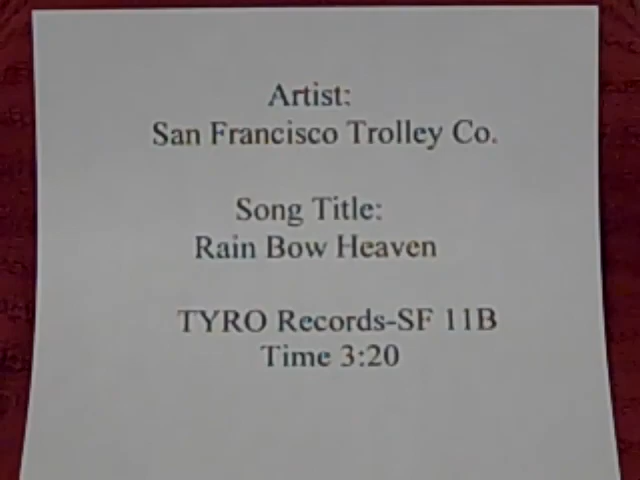 Artist:
San Francisco Trolley Co.
Song Title:
Rain Bow Heaven
TYRO Records-SF 11B
Time 3:20